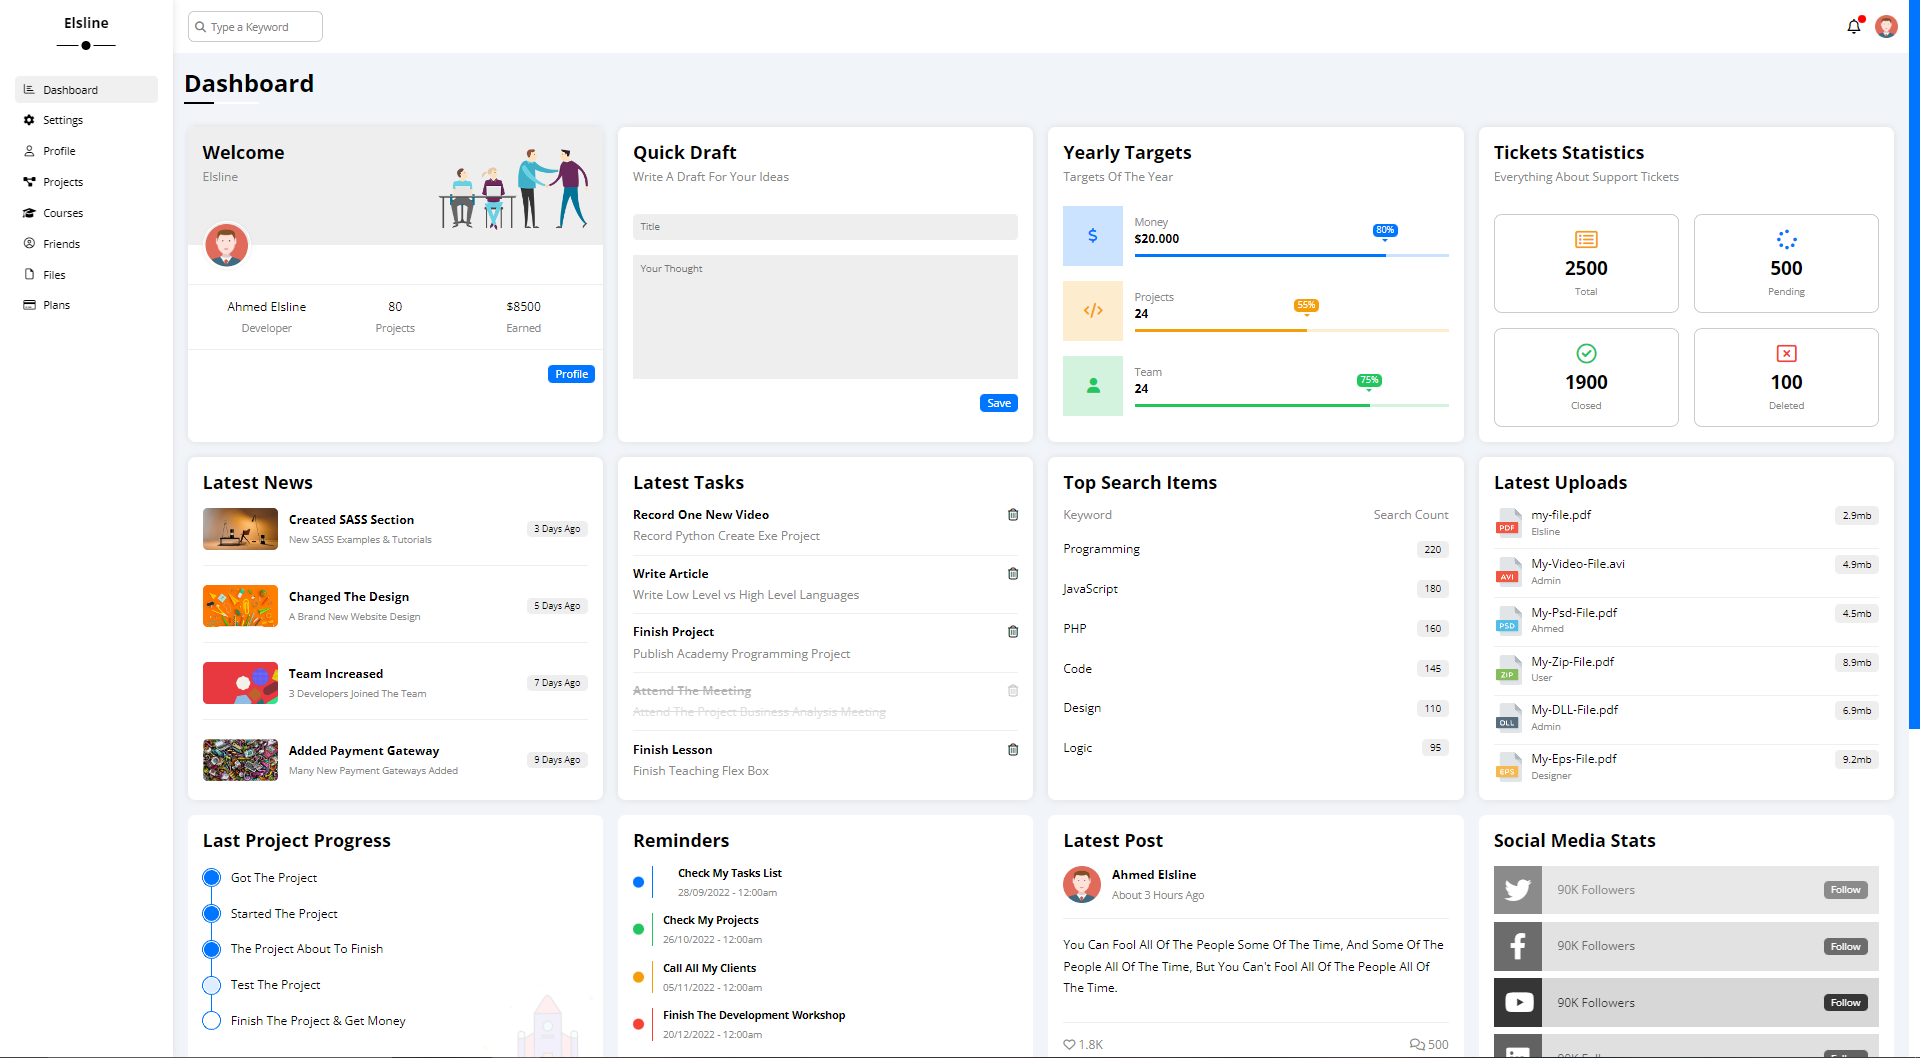 Elsline
Type a Keyword
Dashboard
Settings
Profile
Projects
Courses
Friends
Files
Plans
Dashboard
Welcome
Elsline
Ahmed Elsline
Developer
80
Projects
$8500
Earned
Profile
Quick Draft
Write A Draft For Your Ideas
Title
Your Thought
Save
Yearly Targets
Targets Of The Year
Money
$20.000
80%
Projects
24
55%
Team
24
75%
Tickets Statistics
Everything About Support Tickets
2500
Total
500
Pending
1900
Closed
100
Deleted
Latest News
Created SASS Section
New SASS Examples & Tutorials
3 Days Ago
Changed The Design
A Brand New Website Design
5 Days Ago
Team Increased
3 Developers Joined The Team
7 Days Ago
Added Payment Gateway
Many New Payment Gateways Added
9 Days Ago
Latest Tasks
Record One New Video
Record Python Create Exe Project
Write Article
Write Low Level vs High Level Languages
Finish Project
Publish Academy Programming Project
Attend The Meeting
Attend The Project Business Analysis Meeting
Finish Lesson
Finish Teaching Flex Box
Top Search Items
Keyword Search Count
Programming 220
JavaScript 180
PHP 160
Code 145
Design 110
Logic 95
Latest Uploads
PDF
my-file.pdf
Elsline
2.9mb
AVI
My-Video-File.avi
Admin
4.9mb
PSD
My-Psd-File.pdf
Ahmed
4.5mb
ZIP
My-Zip-File.pdf
User
8.9mb
DLL
My-DLL-File.pdf
Admin
6.9mb
EPS
My-Eps-File.pdf
Designer
9.2mb
Last Project Progress
Got The Project
Started The Project
The Project About To Finish
Test The Project
Finish The Project & Get Money
Reminders
Check My Tasks List
28/09/2022 - 12:00am
Check My Projects
26/10/2022 - 12:00am
Call All My Clients
05/11/2022 - 12:00am
Finish The Development Workshop
20/12/2022 - 12:00am
Latest Post
Ahmed Elsline
About 3 Hours Ago
You Can Fool All Of The People Some Of The Time, And Some Of The
People All Of The Time, But You Can't Fool All Of The People All Of
The Time.
1.8K
500
Social Media Stats
90K Followers Follow
90K Followers Follow
90K Followers Follow